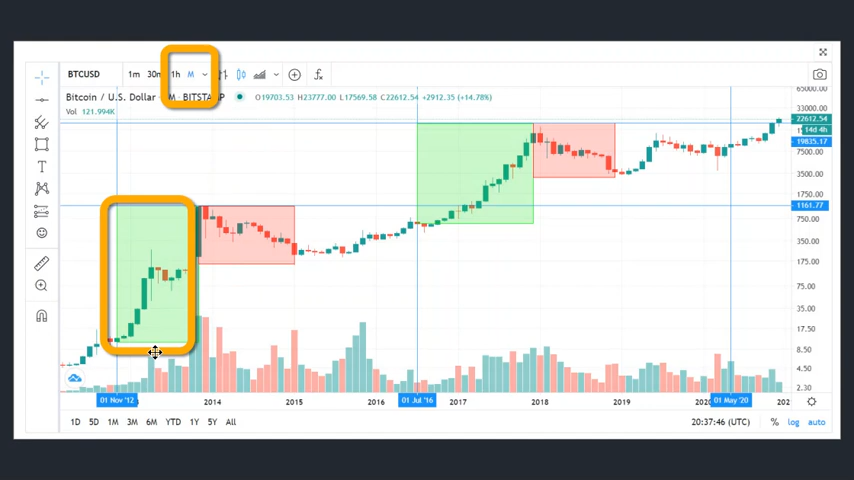 BTCUSD 1m 30m 1h M
Bitcoin / U.S. Dollar M BITSTAMP O19703.53 H23777.00 L17569.58 C22612.54 +2912.35 (+14.78%)
Vol 121.994K
65000.00
33000.00
22612.54
14d 4h
19835.17
7500.00
3500.00
1750.00
1161.77
750.00
350.00
175.00
75.00
35.00
17.50
8.50
4.50
2.30
01 Nov '12 2014 2015 2016 01 Jul '16 2017 2018 2019 01 May '20
1D 5D 1M 3M 6M YTD 1Y 5Y All 20:37:46 (UTC) % log auto